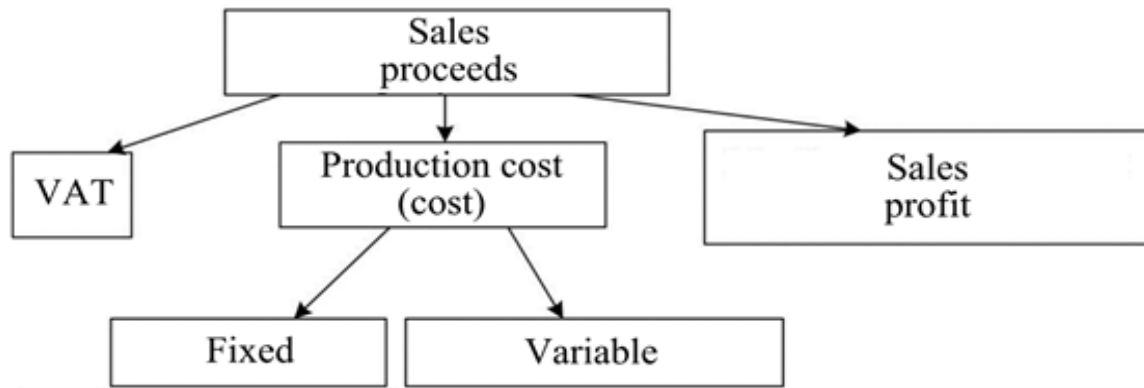 Sales
proceeds
VAT
Production cost
(cost)
Sales
profit
Fixed
Variable